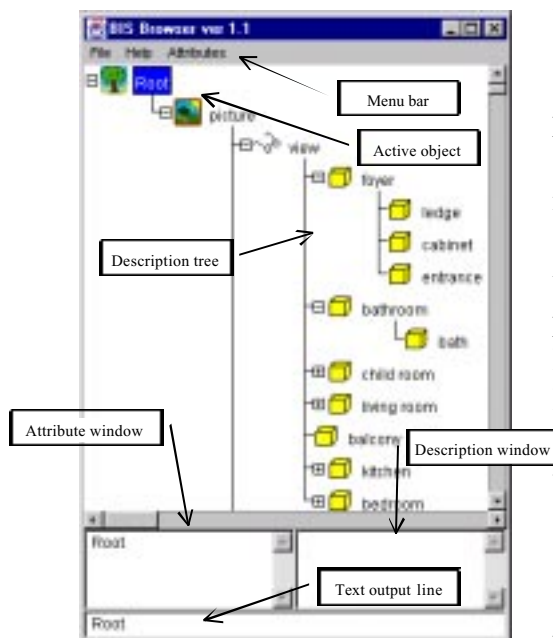 BIS Browser ver 1.1
File Help Attributes
Root
Menu bar
picture
Active object
view
foyer
ledge
Description tree
cabinet
entrance
bathroom
bath
child room
living room
Attribute window
balcony
Description window
kitchen
bedroom
Root
Text output line
Root